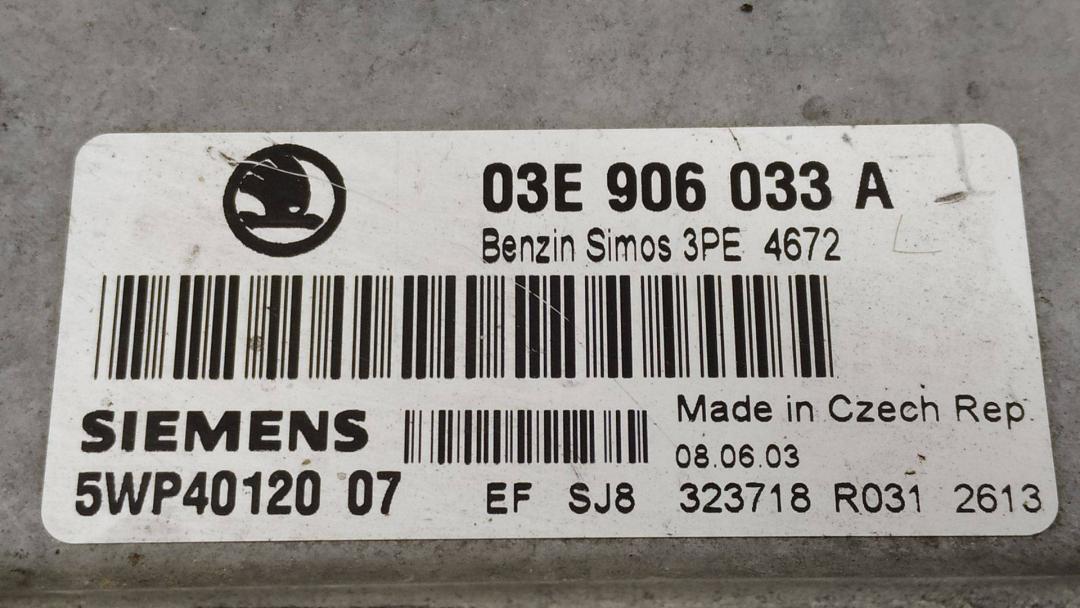 03E 906 033 A
Benzin Simos 3PE 4672
SIEMENS
Made in Czech Rep.
08.06.03
5WP40120 07 EF SJ8 323718 R031 2613